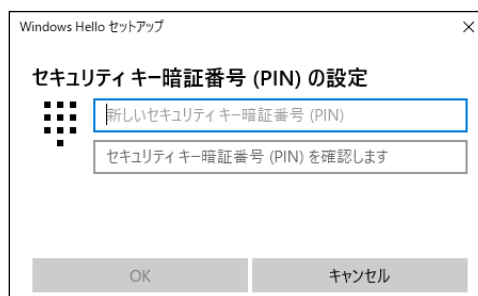 Windows Hello セットアップ
セキュリティ キー暗証番号 (PIN) の設定
新しいセキュリティ キー暗証番号 (PIN)
セキュリティ キー暗証番号 (PIN) を確認します
OK
キャンセル